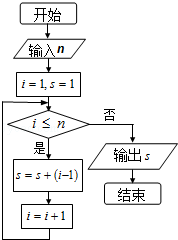 开始
输入n
i=1,s=1
i ≤ n
否
是
s=s+(i-1)
输出s
i=i+1
结束